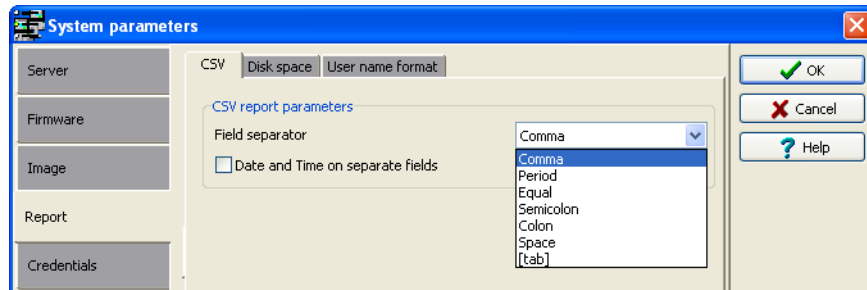 System parameters
Server
Firmware
Image
Report
Credentials
CSV Disk space User name format
CSV report parameters
Field separator Comma
Date and Time on separate fields
Comma
Period
Equal
Semicolon
Colon
Space
[tab]
OK
Cancel
Help